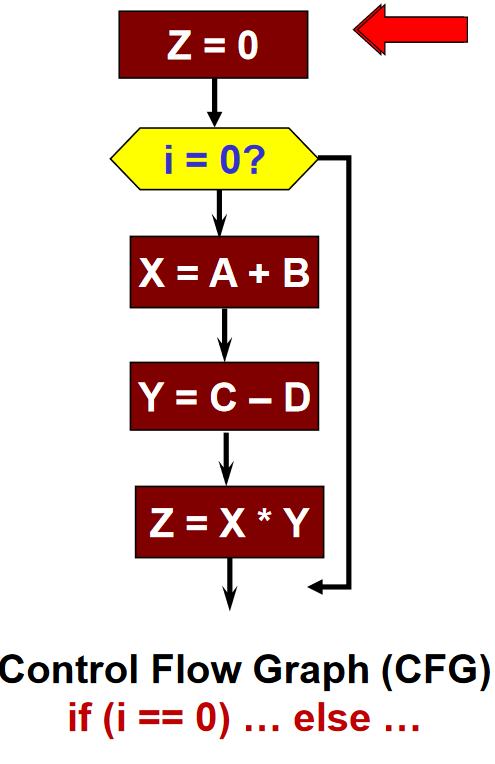 Z = 0
i = 0?
X = A + B
Y = C – D
Z = X * Y
Control Flow Graph (CFG)
if (i == 0) … else …